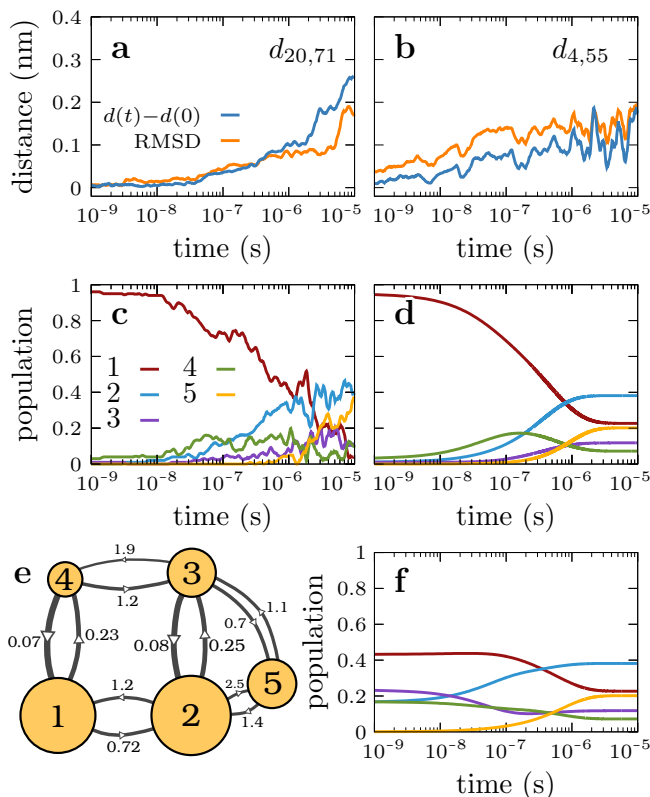 a d20,71
b d4,55
distance (nm)
0.4
0.3
0.2
0.1
0
d(t)−d(0)
RMSD
10−9 10−8 10−7 10−6 10−5
10−9 10−8 10−7 10−6 10−5
time (s)
time (s)
c
d
population
1
0.8
0.6
0.4
0.2
0
1 4
2 5
3
10−9 10−8 10−7 10−6 10−5
10−9 10−8 10−7 10−6 10−5
time (s)
time (s)
e
4
3
5
1
2
1.9
1.2
0.07
0.23
0.08
0.25
0.7
1.1
2.5
1.4
1.2
0.72
f
population
1
0.8
0.6
0.4
0.2
0
10−9 10−8 10−7 10−6 10−5
time (s)